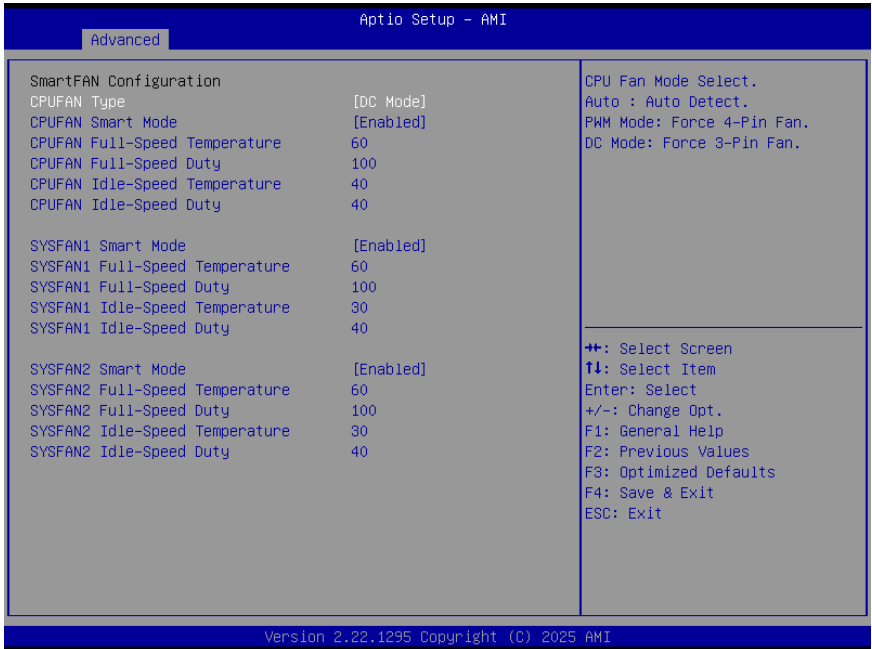 Aptio Setup – AMI
Advanced
SmartFAN Configuration
CPUFAN Type [DC Mode]
CPUFAN Smart Mode [Enabled]
CPUFAN Full-Speed Temperature 60
CPUFAN Full-Speed Duty 100
CPUFAN Idle-Speed Temperature 40
CPUFAN Idle-Speed Duty 40
SYSFAN1 Smart Mode [Enabled]
SYSFAN1 Full-Speed Temperature 60
SYSFAN1 Full-Speed Duty 100
SYSFAN1 Idle-Speed Temperature 30
SYSFAN1 Idle-Speed Duty 40
SYSFAN2 Smart Mode [Enabled]
SYSFAN2 Full-Speed Temperature 60
SYSFAN2 Full-Speed Duty 100
SYSFAN2 Idle-Speed Temperature 30
SYSFAN2 Idle-Speed Duty 40
CPU Fan Mode Select.
Auto : Auto Detect.
PWM Mode: Force 4-Pin Fan.
DC Mode: Force 3-Pin Fan.
→←: Select Screen
↑↓: Select Item
Enter: Select
+/-: Change Opt.
F1: General Help
F2: Previous Values
F3: Optimized Defaults
F4: Save & Exit
ESC: Exit
Version 2.22.1295 Copyright (C) 2025 AMI